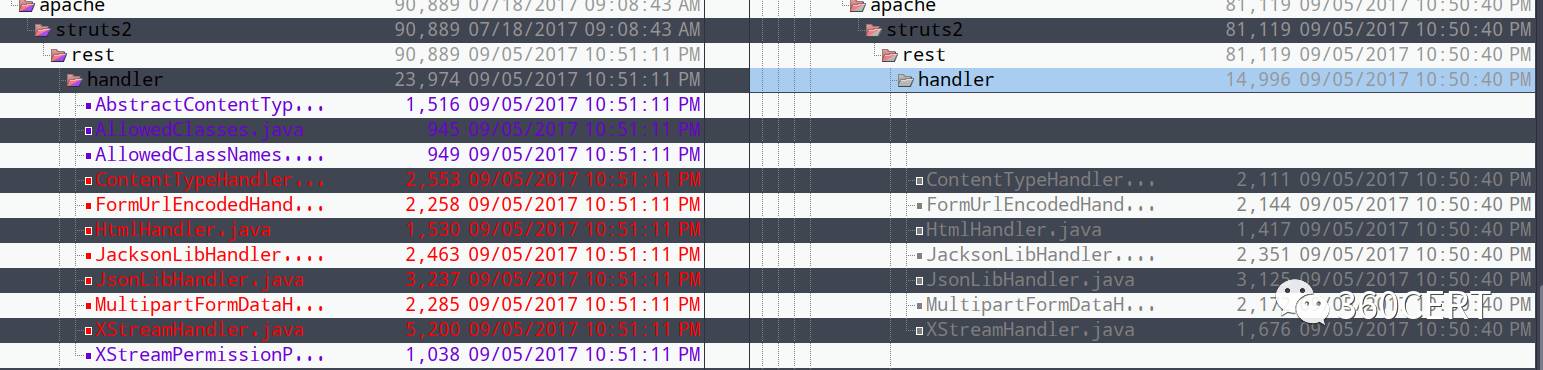 apache 90,889 07/18/2017 09:08:43 AM apache 81,119 09/05/2017 10:50:40 PM
struts2 90,889 07/18/2017 09:08:43 AM struts2 81,119 09/05/2017 10:50:40 PM
rest 90,889 09/05/2017 10:51:11 PM rest 81,119 09/05/2017 10:50:40 PM
handler 23,974 09/05/2017 10:51:11 PM handler 14,996 09/05/2017 10:50:40 PM
AbstractContentTyp... 1,516 09/05/2017 10:51:11 PM
AllowedClasses.java 945 09/05/2017 10:51:11 PM
AllowedClassNames.... 949 09/05/2017 10:51:11 PM
ContentTypeHandler... 2,553 09/05/2017 10:51:11 PM ContentTypeHandler... 2,111 09/05/2017 10:50:40 PM
FormUrlEncodedHand... 2,258 09/05/2017 10:51:11 PM FormUrlEncodedHand... 2,144 09/05/2017 10:50:40 PM
HtmlHandler.java 1,530 09/05/2017 10:51:11 PM HtmlHandler.java 1,417 09/05/2017 10:50:40 PM
JacksonLibHandler.... 2,463 09/05/2017 10:51:11 PM JacksonLibHandler.... 2,351 09/05/2017 10:50:40 PM
JsonLibHandler.java 3,237 09/05/2017 10:51:11 PM JsonLibHandler.java 3,125 09/05/2017 10:50:40 PM
MultipartFormDataH... 2,285 09/05/2017 10:51:11 PM MultipartFormDataH... 10:50:40 PM
360CERT
XStreamHandler.java 5,200 09/05/2017 10:51:11 PM XStreamHandler.java 1,676 09/05/2017 10:50:40 PM
XStreamPermissionP... 1,038 09/05/2017 10:51:11 PM